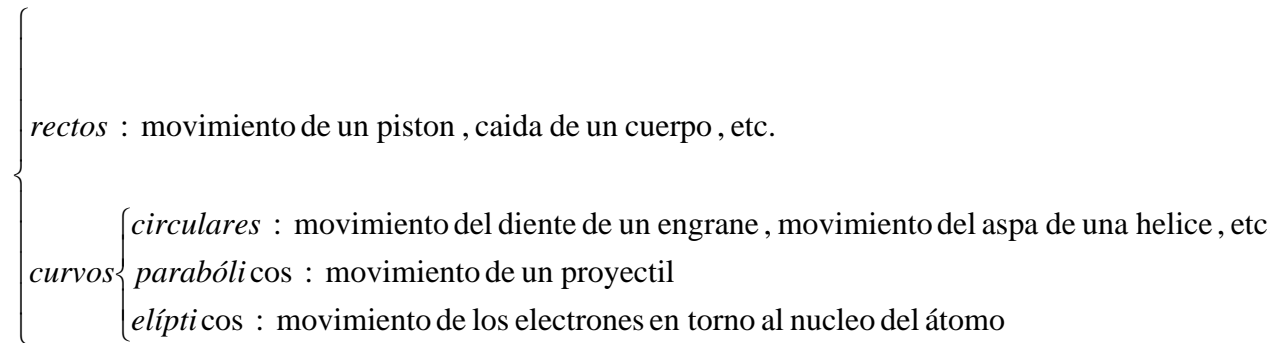 rectos : movimiento de un piston , caida de un cuerpo , etc.
circulares : movimiento del diente de un engrane , movimiento del aspa de una helice , etc
curvos parabólicos : movimiento de un proyectil
elípticos : movimiento de los electrones en torno al nucleo del átomo